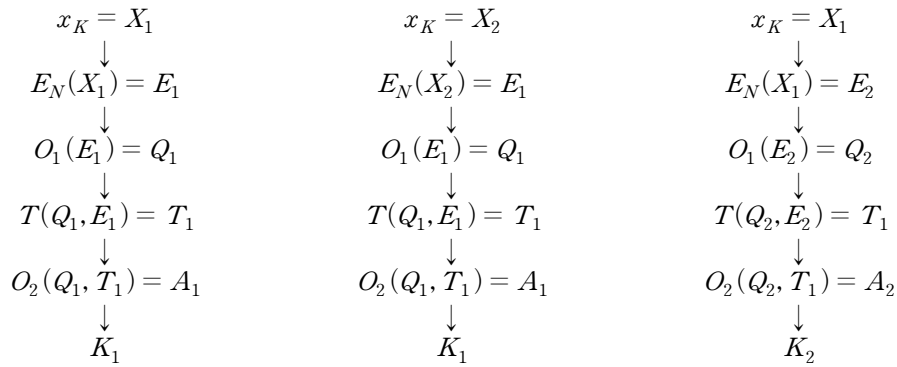 x_K = X_1 x_K = X_2 x_K = X_1
↓ ↓ ↓
E_N(X_1) = E_1 E_N(X_2) = E_1 E_N(X_1) = E_2
↓ ↓ ↓
O_1(E_1) = Q_1 O_1(E_1) = Q_1 O_1(E_2) = Q_2
↓ ↓ ↓
T(Q_1, E_1) = T_1 T(Q_1, E_1) = T_1 T(Q_2, E_2) = T_1
↓ ↓ ↓
O_2(Q_1, T_1) = A_1 O_2(Q_1, T_1) = A_1 O_2(Q_2, T_1) = A_2
↓ ↓ ↓
K_1 K_1 K_2